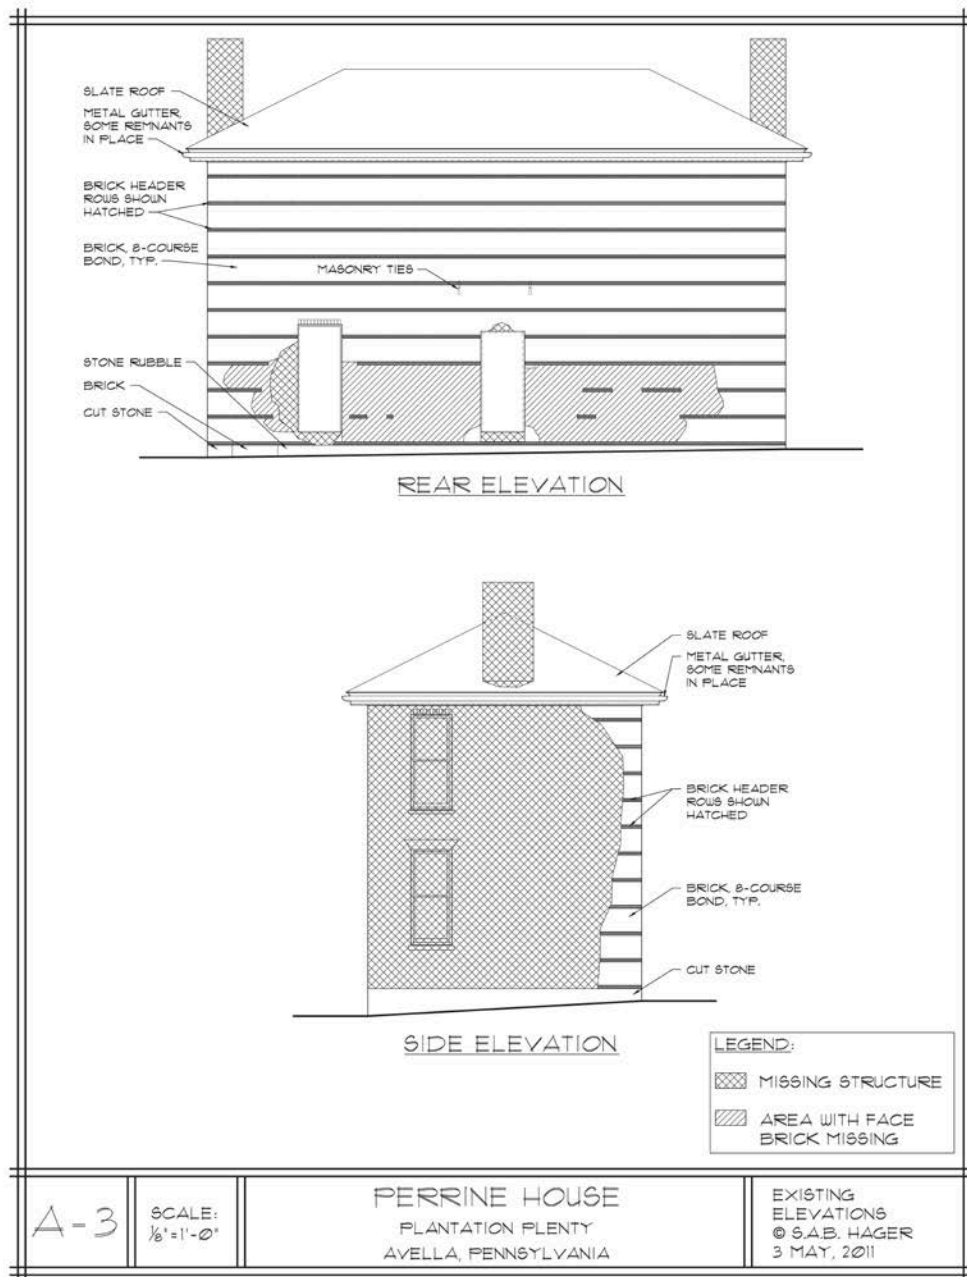 SLATE ROOF
METAL GUTTER,
SOME REMNANTS
IN PLACE
BRICK HEADER
ROWS SHOWN
HATCHED
BRICK, 8-COURSE
BOND, TYP.
MASONRY TIES
STONE RUBBLE
BRICK
CUT STONE
REAR ELEVATION
SLATE ROOF
METAL GUTTER,
SOME REMNANTS
IN PLACE
BRICK HEADER
ROWS SHOWN
HATCHED
BRICK, 8-COURSE
BOND, TYP.
CUT STONE
SIDE ELEVATION
LEGEND:
MISSING STRUCTURE
AREA WITH FACE
BRICK MISSING
A-3
SCALE:
⅛"=1'-0"
PERRINE HOUSE
PLANTATION PLENTY
AVELLA, PENNSYLVANIA
EXISTING
ELEVATIONS
© S.A.B. HAGER
3 MAY, 2011